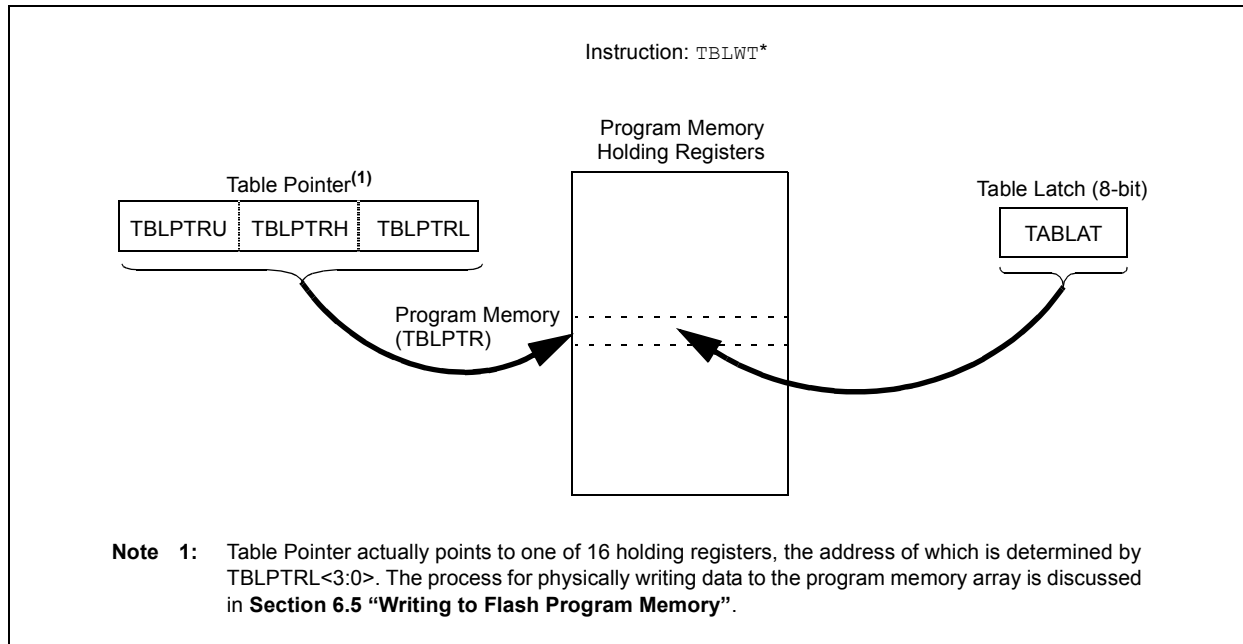 Instruction: TBLWT*
Program Memory
Holding Registers
Table Pointer(1)
Table Latch (8-bit)
TBLPTRU TBLPTRH TBLPTRL
TABLAT
Program Memory
(TBLPTR)
Note 1: Table Pointer actually points to one of 16 holding registers, the address of which is determined by
TBLPTRL<3:0>. The process for physically writing data to the program memory array is discussed
in Section 6.5 “Writing to Flash Program Memory”.